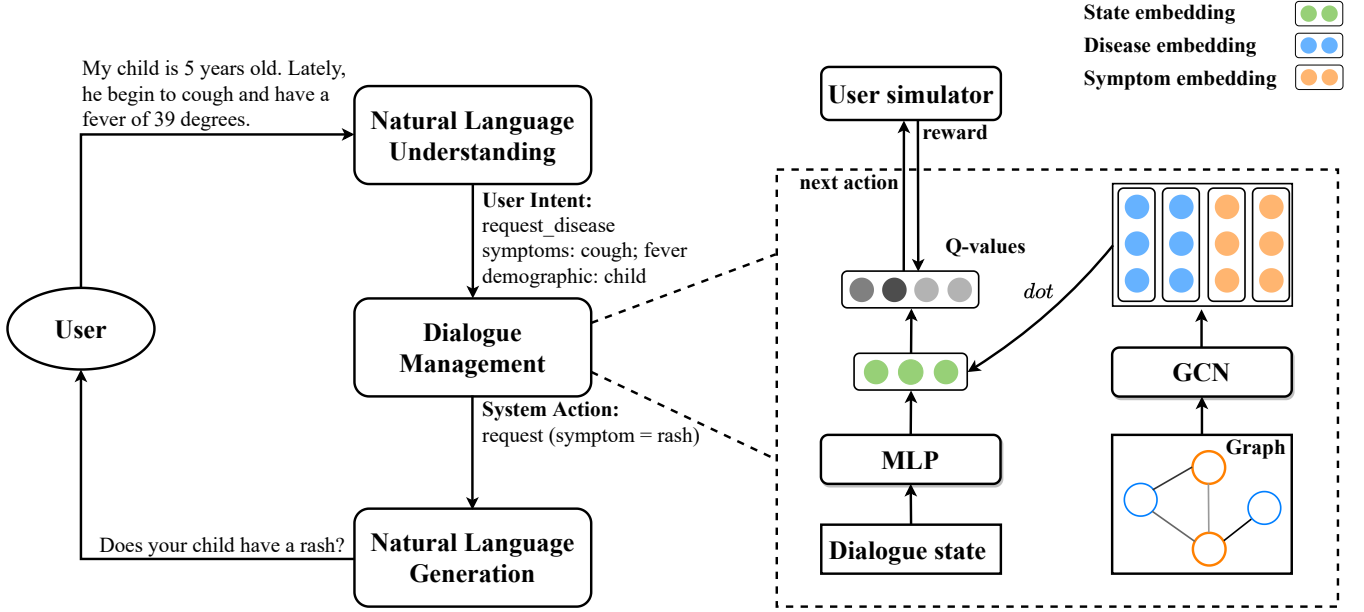 State embedding
Disease embedding
Symptom embedding
My child is 5 years old. Lately,
he begin to cough and have a
fever of 39 degrees.
Natural Language
Understanding
User Intent:
request_disease
symptoms: cough; fever
demographic: child
User
Dialogue
Management
System Action:
request (symptom = rash)
Does your child have a rash?
Natural Language
Generation
User simulator
reward
next action
Q-values
dot
MLP
Dialogue state
GCN
Graph